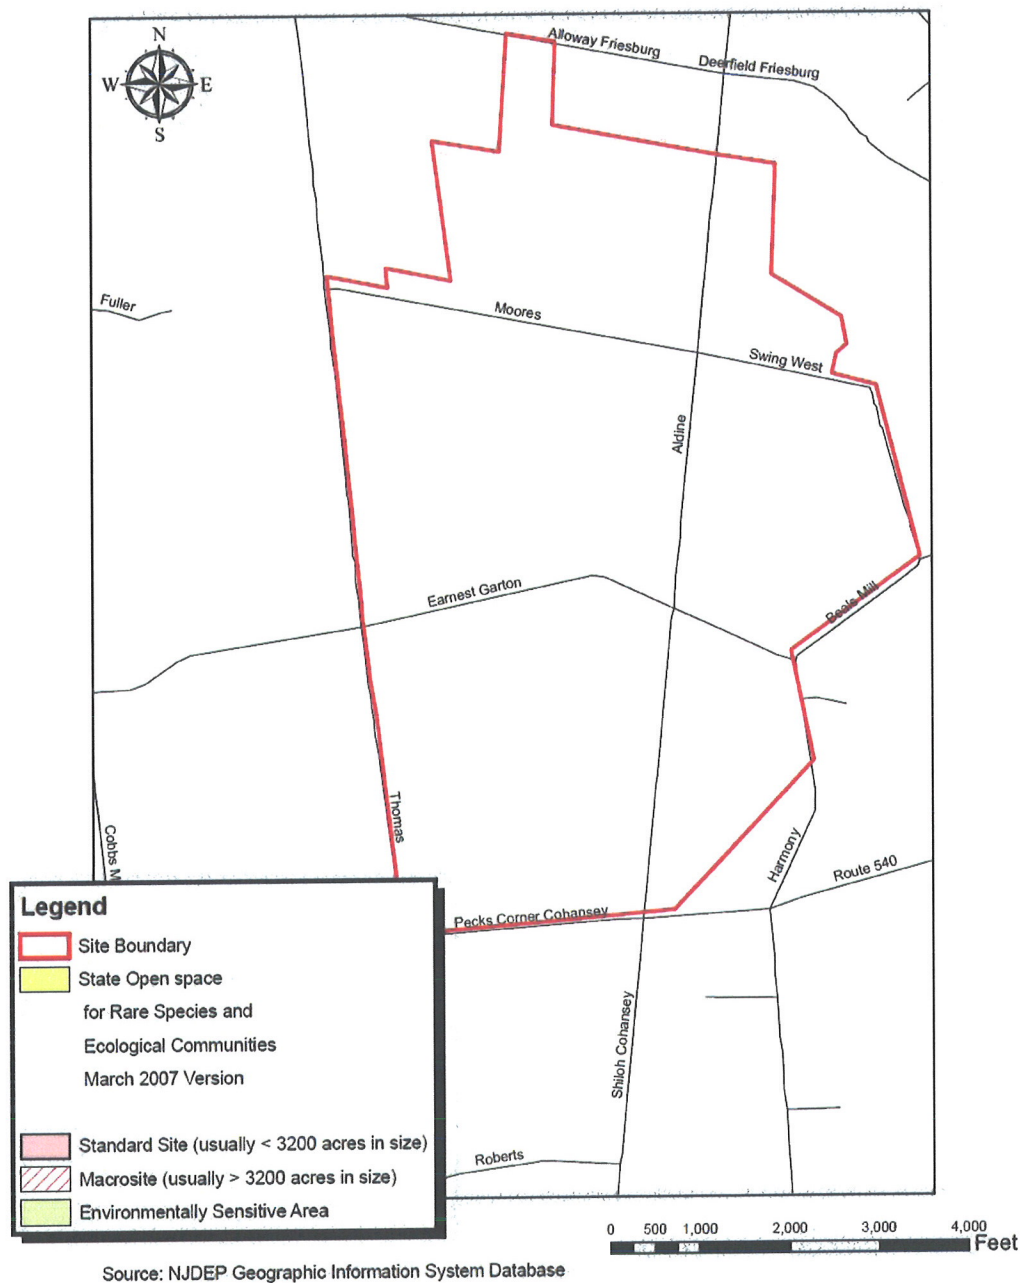 N
W E
S
Alloway Friesburg
Deerfield Friesburg
Fuller
Moores
Swing West
Aldine
Earnest Garton
Beals Mill
Thomas
Cobbs M
Harmony
Route 540
Pecks Corner Cohansey
Shiloh Cohansey
Roberts
Legend
Site Boundary
State Open space
for Rare Species and
Ecological Communities
March 2007 Version
Standard Site (usually < 3200 acres in size)
Macrosite (usually > 3200 acres in size)
Environmentally Sensitive Area
0 500 1,000 2,000 3,000 4,000
Feet
Source: NJDEP Geographic Information System Database